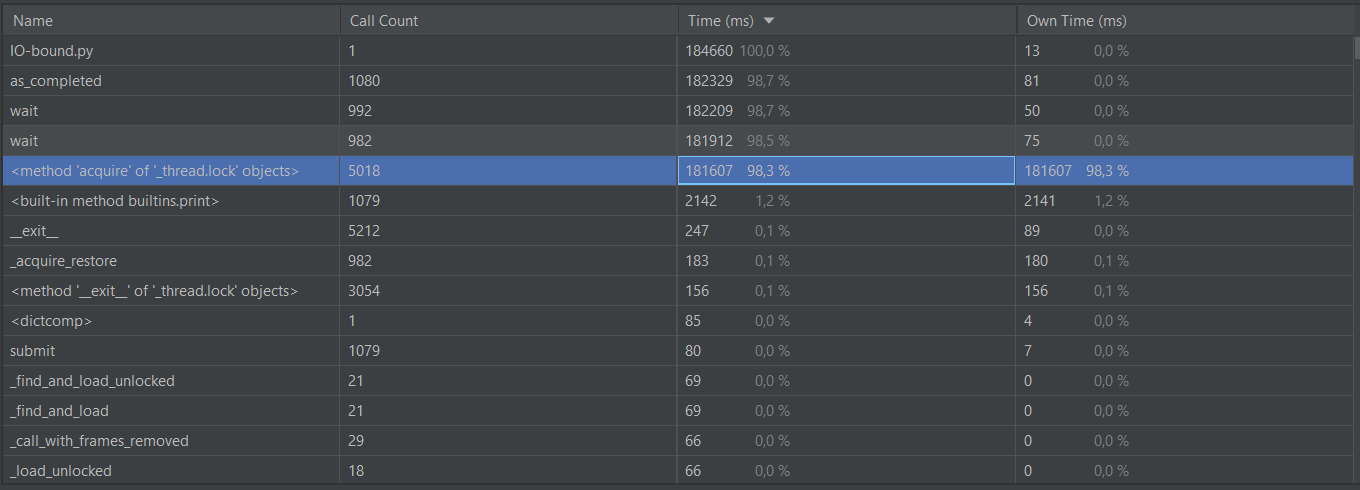 Name Call Count Time (ms) Own Time (ms)
IO-bound.py 1 184660 100,0 % 13 0,0 %
as_completed 1080 182329 98,7 % 81 0,0 %
wait 992 182209 98,7 % 50 0,0 %
wait 982 181912 98,5 % 75 0,0 %
<method 'acquire' of '_thread.lock' objects> 5018 181607 98,3 % 181607 98,3 %
<built-in method builtins.print> 1079 2142 1,2 % 2141 1,2 %
__exit__ 5212 247 0,1 % 89 0,0 %
_acquire_restore 982 183 0,1 % 180 0,1 %
<method '__exit__' of '_thread.lock' objects> 3054 156 0,1 % 156 0,1 %
<dictcomp> 1 85 0,0 % 4 0,0 %
submit 1079 80 0,0 % 7 0,0 %
_find_and_load_unlocked 21 69 0,0 % 0 0,0 %
_find_and_load 21 69 0,0 % 0 0,0 %
_call_with_frames_removed 29 66 0,0 % 0 0,0 %
_load_unlocked 18 66 0,0 % 0 0,0 %